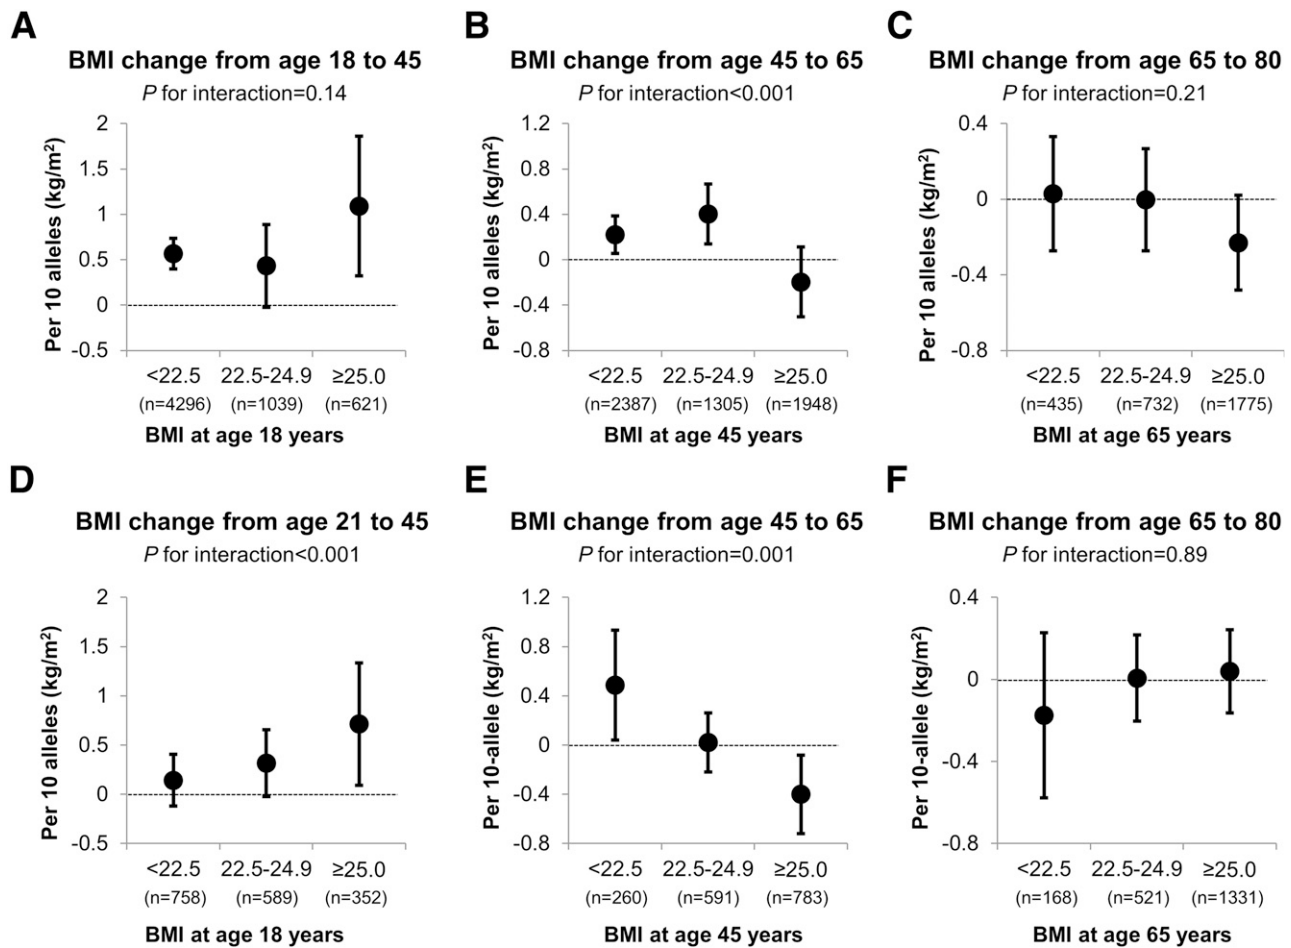 A
BMI change from age 18 to 45
P for interaction=0.14
Per 10 alleles (kg/m²)
2
1.5
1
0.5
0
-0.5
<22.5 22.5-24.9 ≥25.0
(n=4296) (n=1039) (n=621)
BMI at age 18 years
B
BMI change from age 45 to 65
P for interaction<0.001
Per 10 alleles (kg/m²)
1.2
0.8
0.4
0
-0.4
-0.8
<22.5 22.5-24.9 ≥25.0
(n=2387) (n=1305) (n=1948)
BMI at age 45 years
C
BMI change from age 65 to 80
P for interaction=0.21
Per 10 alleles (kg/m²)
0.4
0
-0.4
-0.8
<22.5 22.5-24.9 ≥25.0
(n=435) (n=732) (n=1775)
BMI at age 65 years
D
BMI change from age 21 to 45
P for interaction<0.001
Per 10 alleles (kg/m²)
2
1.5
1
0.5
0
-0.5
<22.5 22.5-24.9 ≥25.0
(n=758) (n=589) (n=352)
BMI at age 18 years
E
BMI change from age 45 to 65
P for interaction=0.001
Per 10-allele (kg/m²)
1.2
0.8
0.4
0
-0.4
-0.8
<22.5 22.5-24.9 ≥25.0
(n=260) (n=591) (n=783)
BMI at age 45 years
F
BMI change from age 65 to 80
P for interaction=0.89
Per 10-allele (kg/m²)
0.4
0
-0.4
-0.8
<22.5 22.5-24.9 ≥25.0
(n=168) (n=521) (n=1331)
BMI at age 65 years